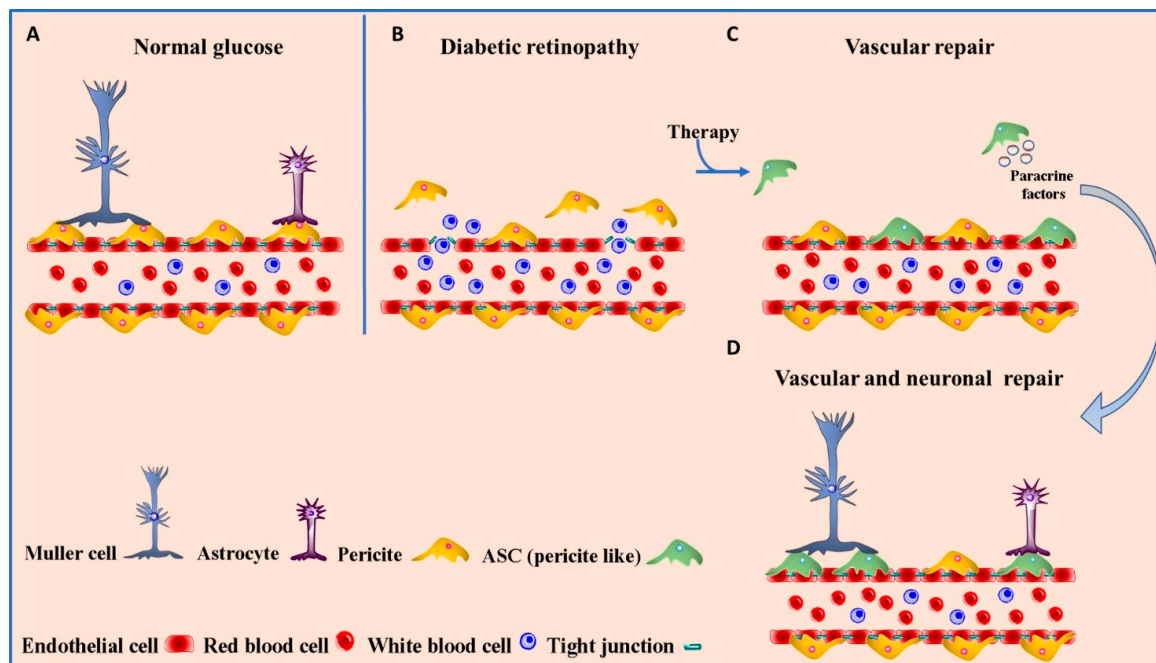 A
Normal glucose
B
Diabetic retinopathy
C
Vascular repair
Therapy
Paracrine
factors
D
Vascular and neuronal repair
Muller cell
Astrocyte
Pericite
ASC (pericite like)
Endothelial cell
Red blood cell
White blood cell
Tight junction